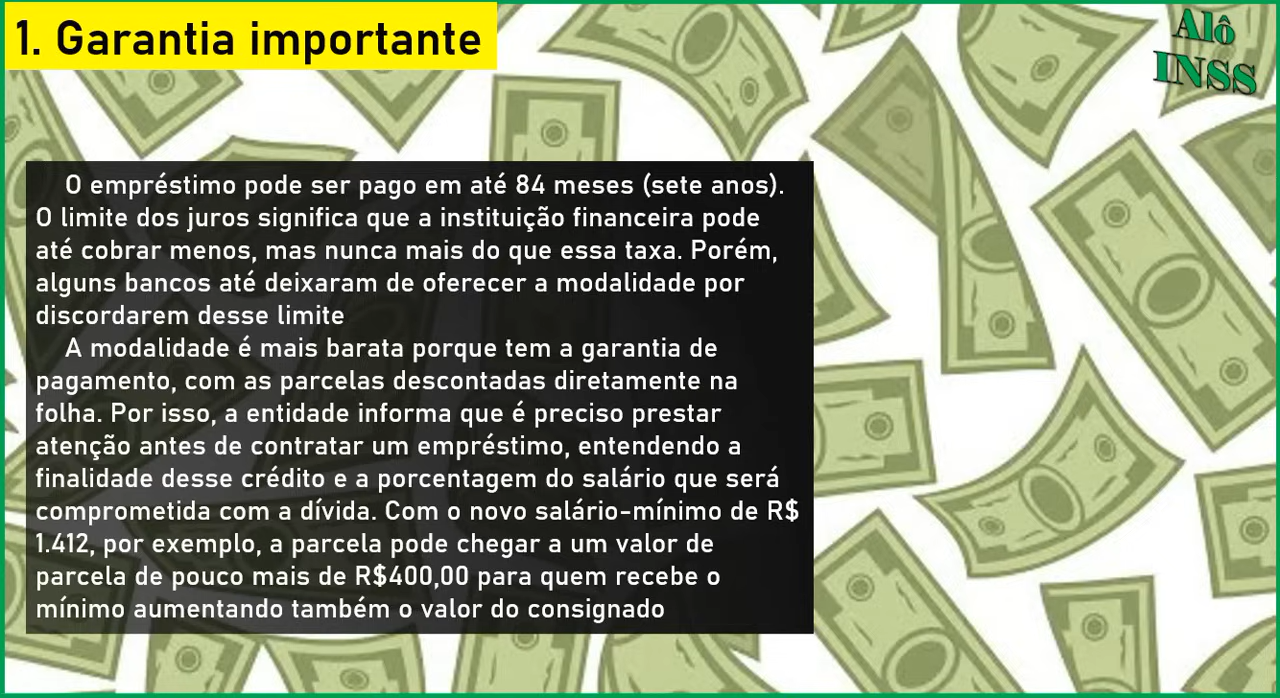 1. Garantia importante
Alô
INSS
O empréstimo pode ser pago em até 84 meses (sete anos).
O limite dos juros significa que a instituição financeira pode
até cobrar menos, mas nunca mais do que essa taxa. Porém,
alguns bancos até deixaram de oferecer a modalidade por
discordarem desse limite
A modalidade é mais barata porque tem a garantia de
pagamento, com as parcelas descontadas diretamente na
folha. Por isso, a entidade informa que é preciso prestar
atenção antes de contratar um empréstimo, entendendo a
finalidade desse crédito e a porcentagem do salário que será
comprometida com a dívida. Com o novo salário-mínimo de R$
1.412, por exemplo, a parcela pode chegar a um valor de
parcela de pouco mais de R$400,00 para quem recebe o
mínimo aumentando também o valor do consignado